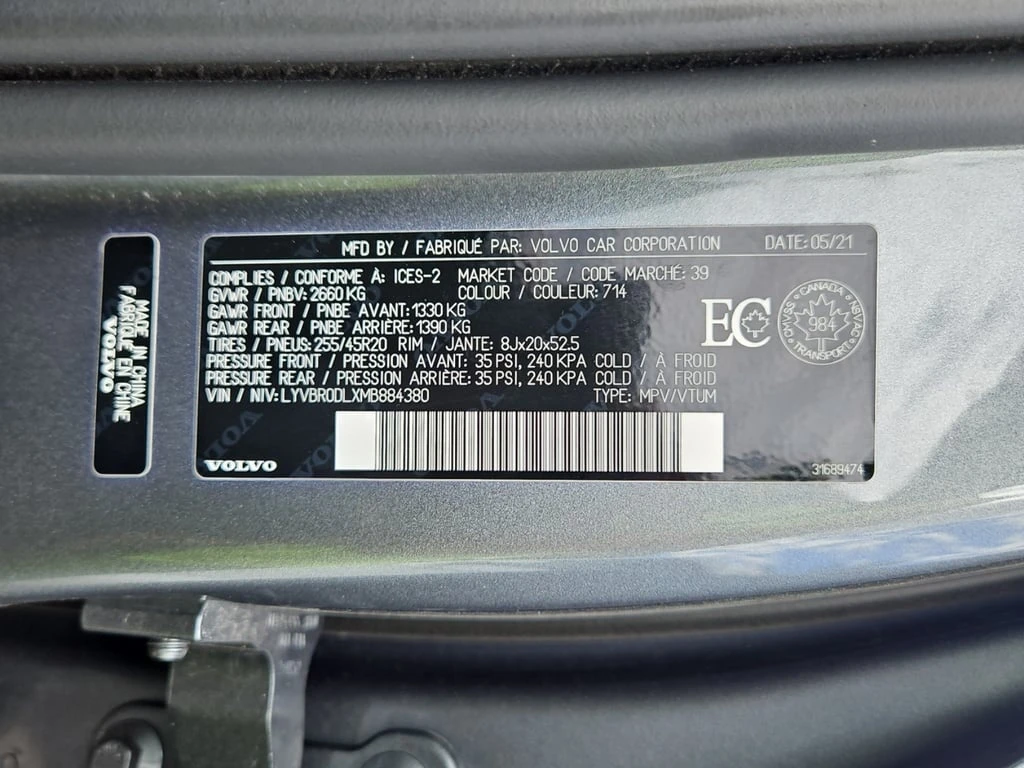 MADE IN CHINA
FABRIQUE EN CHINE
VOLVO
MFD BY / FABRIQUÉ PAR: VOLVO CAR CORPORATION DATE: 05/21
COMPLIES / CONFORME À: ICES-2 MARKET CODE / CODE MARCHÉ: 39
GVWR / PNBV: 2660 KG COLOUR / COULEUR: 714
GAWR FRONT / PNBE AVANT: 1330 KG
GAWR REAR / PNBE ARRIÈRE: 1390 KG
TIRES / PNEUS: 255/45R20 RIM / JANTE: 8Jx20x52.5
PRESSURE FRONT / PRESSION AVANT: 35 PSI, 240 KPA COLD / À FROID
PRESSURE REAR / PRESSION ARRIÈRE: 35 PSI, 240 KPA COLD / À FROID
VIN / NIV: LYVBR0DLXMB884380 TYPE: MPV/VTUM
EC
CANADA
CMVSS 984 NSVAC
TRANSPORT
VOLVO
31689474